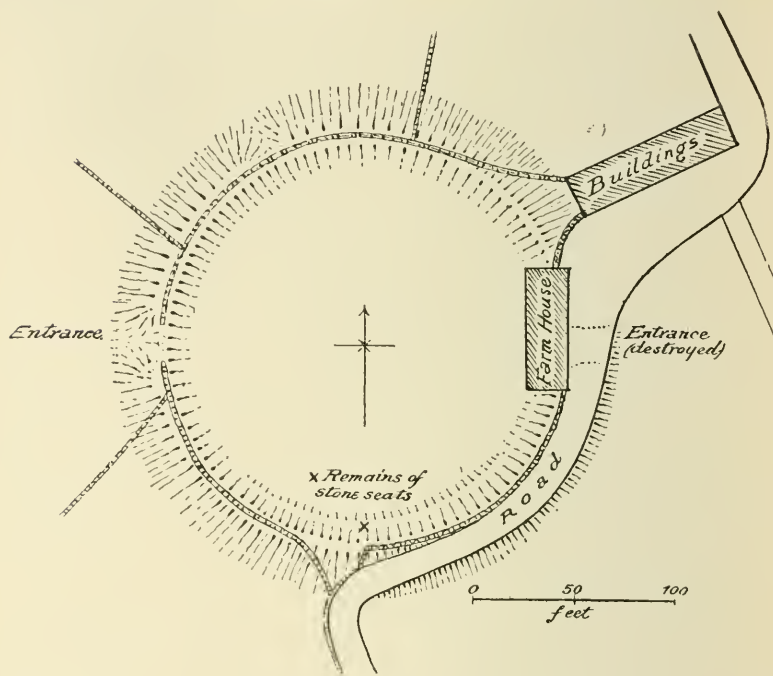 Buildings
Entrance.
Farm House
Entrance
(destroyed)
x Remains of
stone seats
x
Road
0 50 100
feet